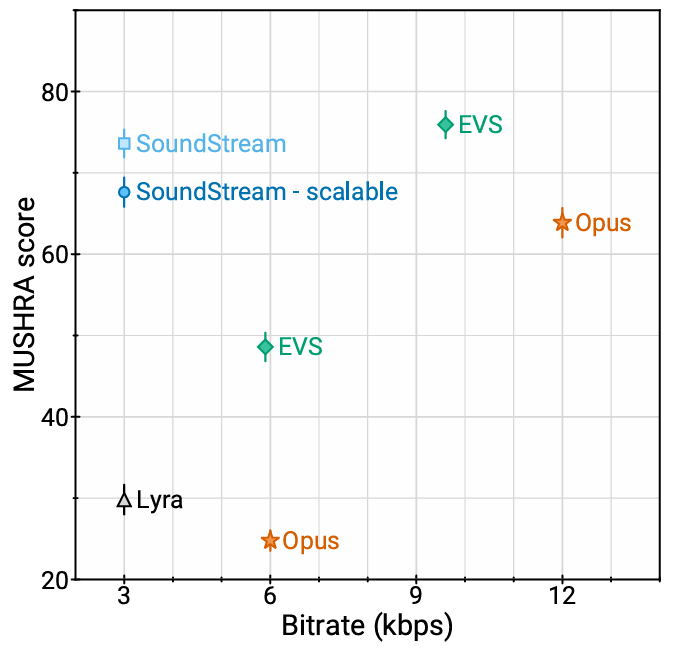 80
EVS
SoundStream
SoundStream - scalable
Opus
60
MUSHRA score
EVS
40
Lyra
Opus
20
3 6 9 12
Bitrate (kbps)